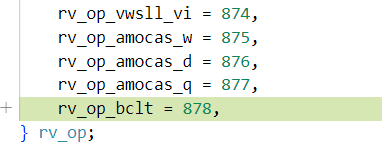 rv_op_vwsll_vi = 874,
rv_op_amocas_w = 875,
rv_op_amocas_d = 876,
rv_op_amocas_q = 877,
+ rv_op_bclt = 878,
} rv_op;